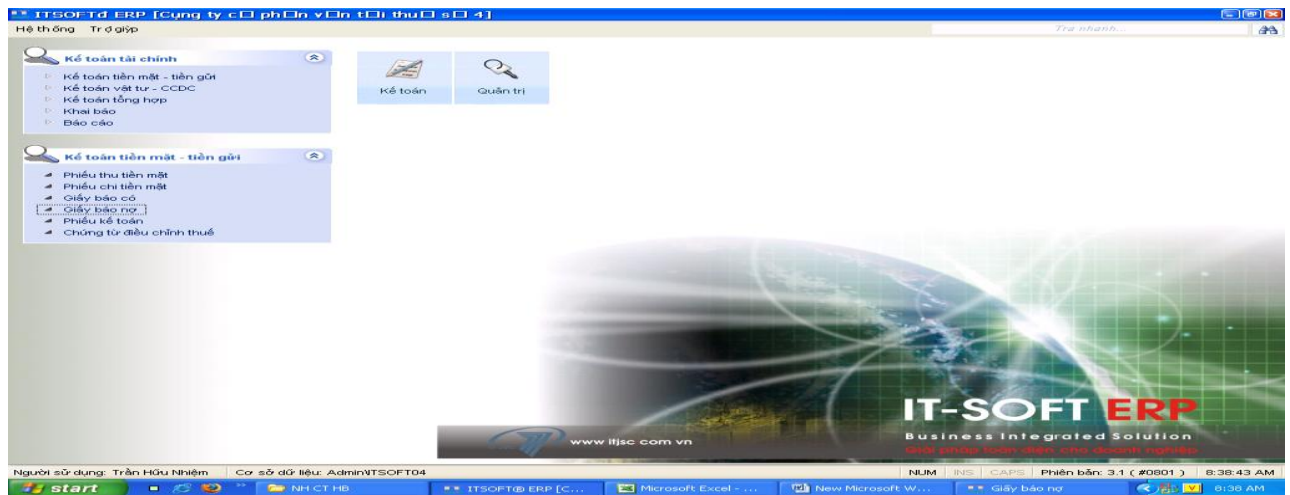 ITSOFTđ ERP [Cụng ty c□ ph□n v□n t□i thu□ s□ 4]
Hệ thống Trợ giỳp Tra nhanh...
Kế toán tài chính
Kế toán tiền mặt - tiền gửi
Kế toán vật tư - CCDC
Kế toán tổng hợp
Khai báo
Báo cáo
Kế toán Quản trị
Kế toán tiền mặt - tiền gửi
Phiếu thu tiền mặt
Phiếu chi tiền mặt
Giấy báo có
Giấy báo nợ
Phiếu kế toán
Chứng từ điều chỉnh thuế
IT-SOFT ERP
Business Integrated Solution
Giải pháp toàn diện cho doanh nghiệp
www itjsc com vn
Người sử dụng: Trần Hữu Nhiệm Cơ sở dữ liệu: Admin\ITSOFT04 NUM INS CAPS Phiên bản: 3.1 ( #0801 ) 8:38:43 AM
start NH CT HB ITSOFT® ERP [C... Microsoft Excel - ... New Microsoft W... Giấy báo nợ 8:38 AM